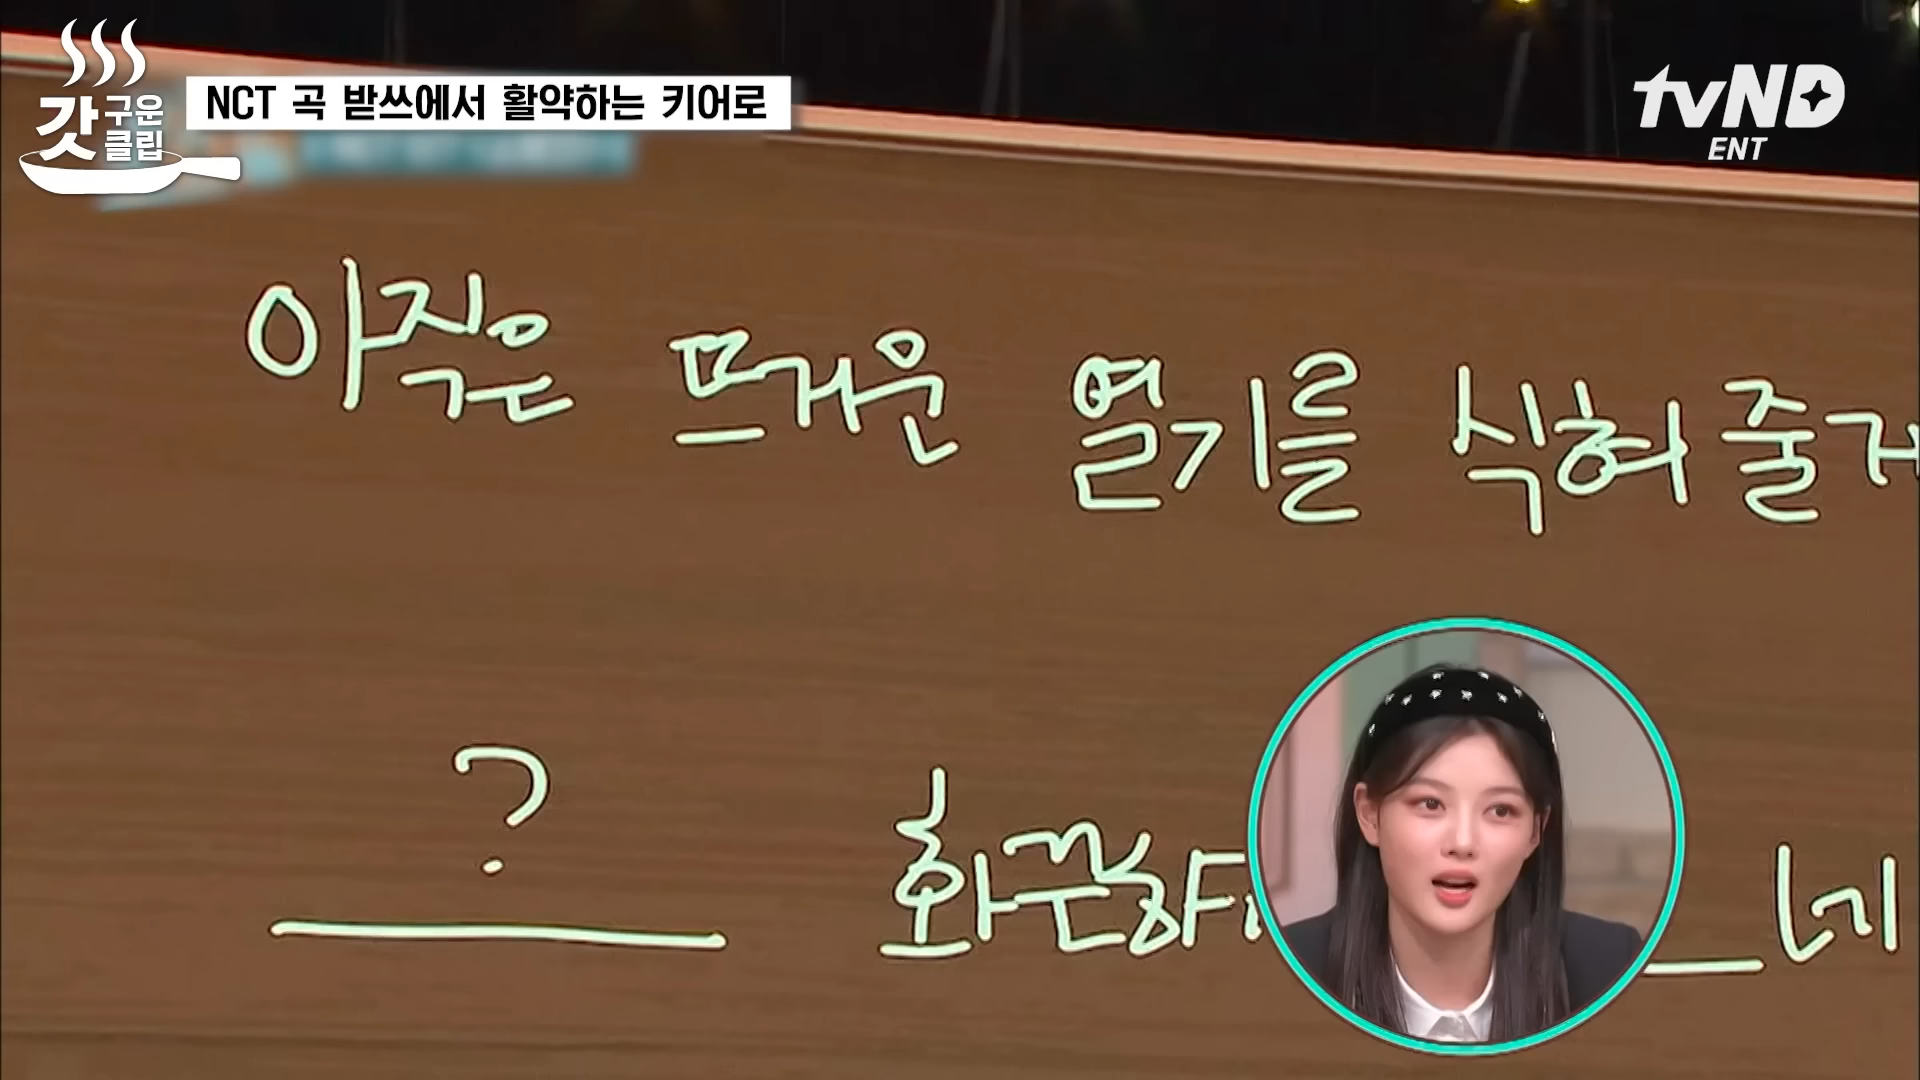 갓구운클립
NCT 곡 받쓰에서 활약하는 키어로
tvND
ENT
아직은 뜨거운 열기를 식혀줄
? 화끈하 _네